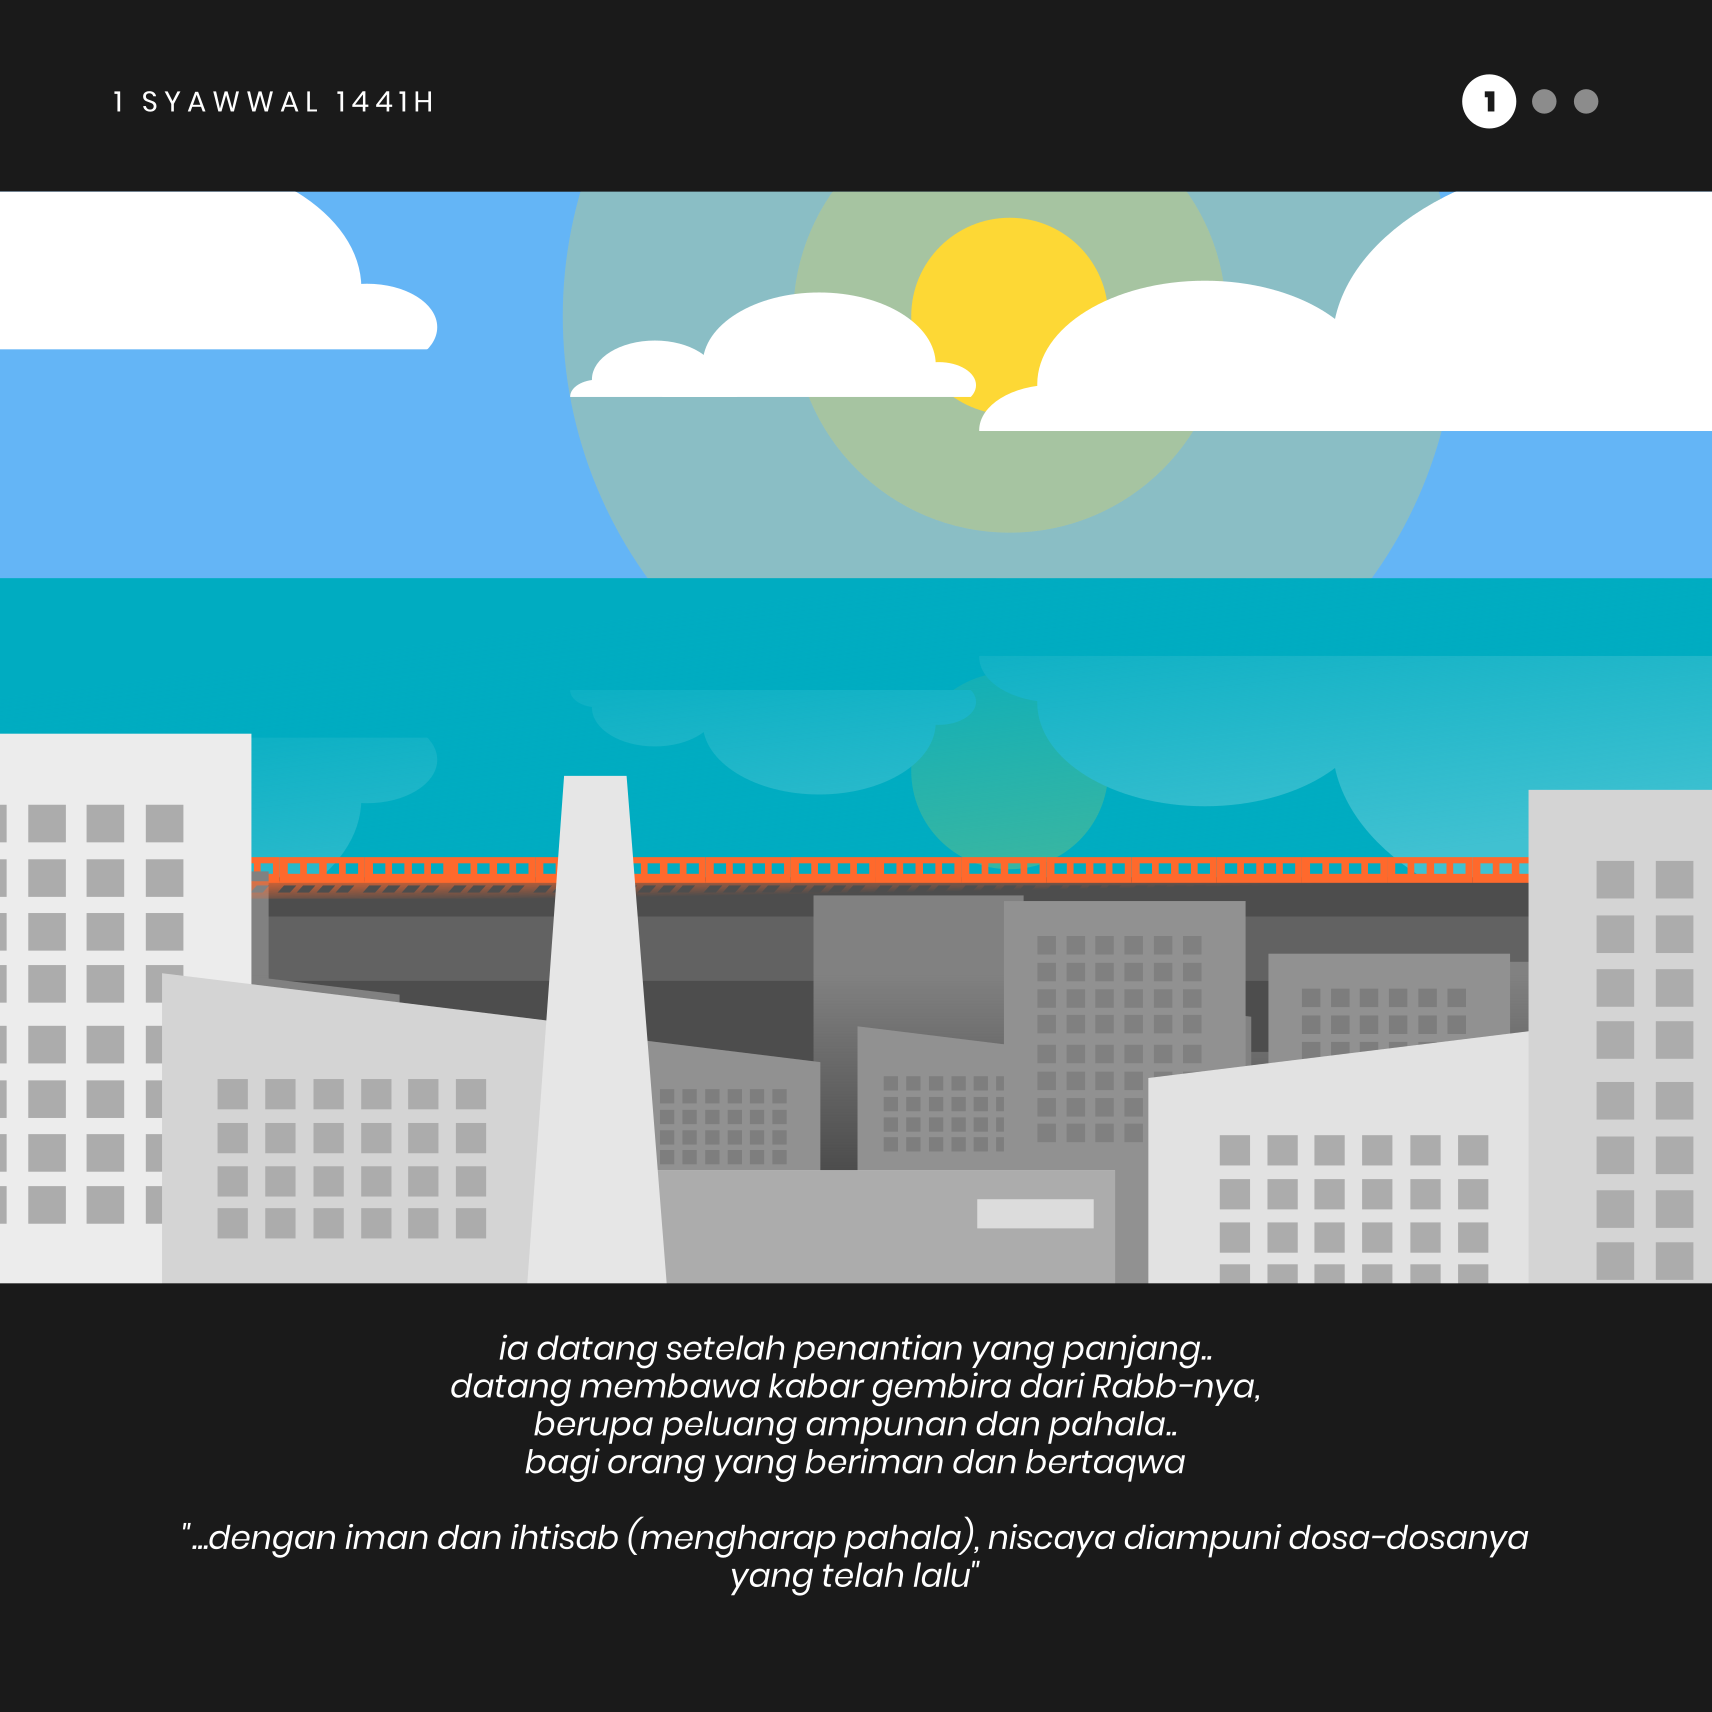 1 SYAWWAL 1441H
1
ia datang setelah penantian yang panjang..
datang membawa kabar gembira dari Rabb-nya,
berupa peluang ampunan dan pahala..
bagi orang yang beriman dan bertaqwa
"...dengan iman dan ihtisab (mengharap pahala), niscaya diampuni dosa-dosanya
yang telah lalu"